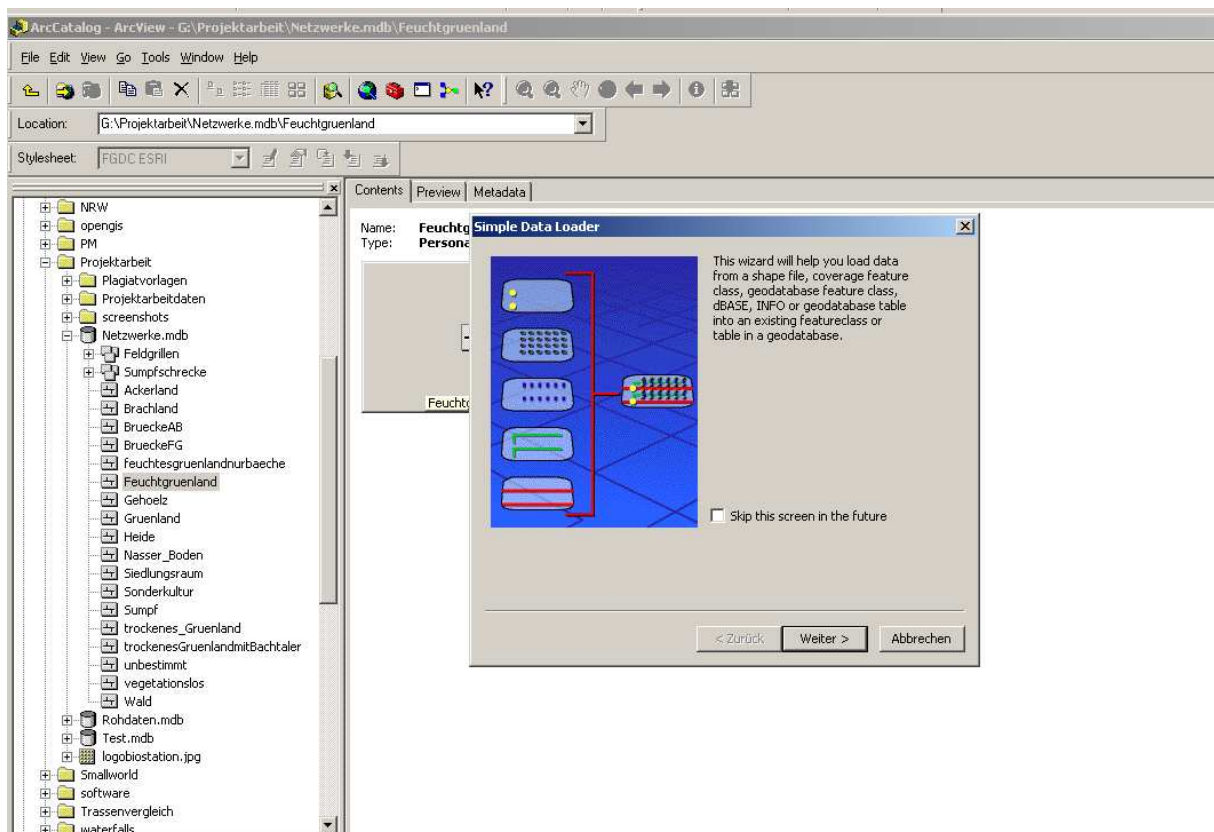 ArcCatalog - ArcView - G:\Projektarbeit\Netzwerke.mdb\Feuchtgruenland
File Edit View Go Tools Window Help
Location: G:\Projektarbeit\Netzwerke.mdb\Feuchtgruenland
Stylesheet: FGDC ESRI
NRW
opengis
PM
Projektarbeit
Plagiatvorlagen
Projektarbeitdaten
screenshots
Netzwerke.mdb
Feldgrillen
Sumpfschrecke
Ackerland
Brachland
BrueckeAB
BrueckeFG
feuchtesgruenlandnurbaeche
Feuchtgruenland
Gehoelz
Gruenland
Heide
Nasser_Boden
Siedlungsraum
Sonderkultur
Sumpf
trockenes_Gruenland
trockenesGruenlandmitBachtaler
unbestimmt
vegetationslos
Wald
Rohdaten.mdb
Test.mdb
logobiostation.jpg
Smallworld
software
Trassenvergleich
waterfalls
Contents Preview Metadata
Name: Feuchtg
Type: Persona
Feuchtg
Simple Data Loader
This wizard will help you load data
from a shape file, coverage feature
class, geodatabase feature class,
dBASE, INFO or geodatabase table
into an existing featureclass or
table in a geodatabase.
Skip this screen in the future
< Zurück Weiter > Abbrechen